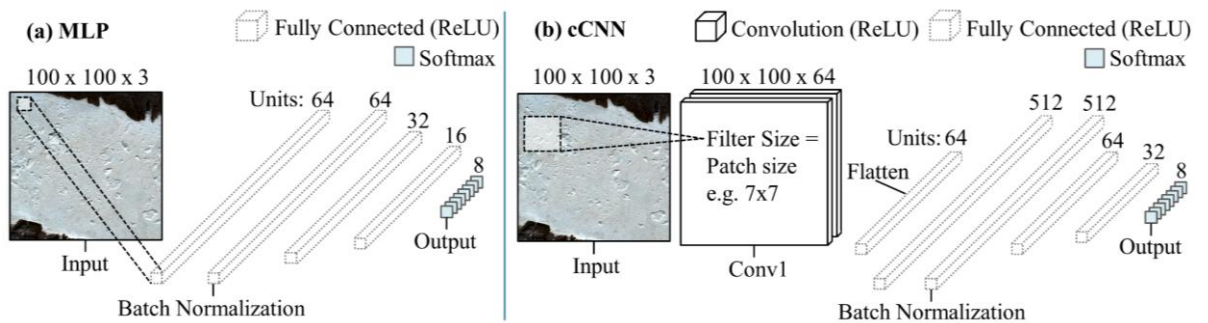 (a) MLP
Fully Connected (ReLU)
Softmax
100 x 100 x 3
Units: 64
64
32
16
8
Output
Input
Batch Normalization
(b) cCNN
Convolution (ReLU)
Fully Connected (ReLU)
Softmax
100 x 100 x 3
100 x 100 x 64
Filter Size =
Patch size
e.g. 7x7
Units: 64
512
512
64
32
8
Flatten
Output
Input
Conv1
Batch Normalization